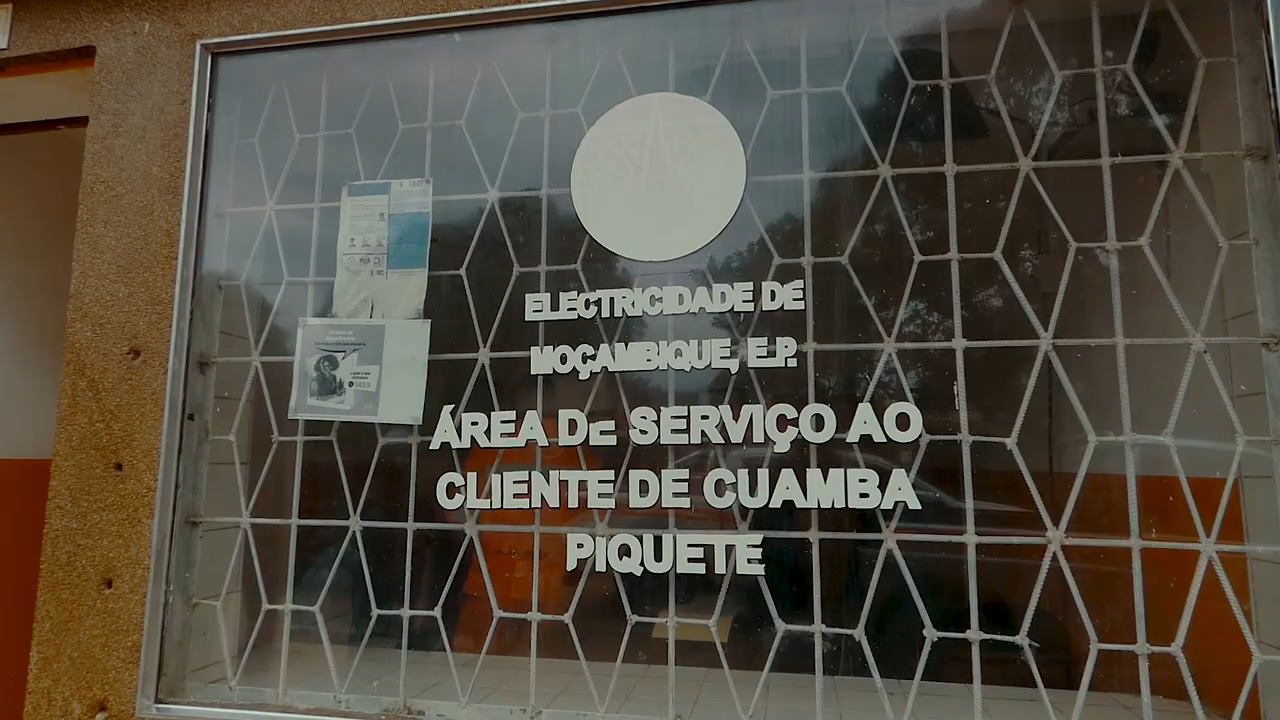 ELECTRICIDADE DE
MOÇAMBIQUE, E.P.
ÁREA DE SERVIÇO AO
CLIENTE DE CUAMBA
PIQUETE